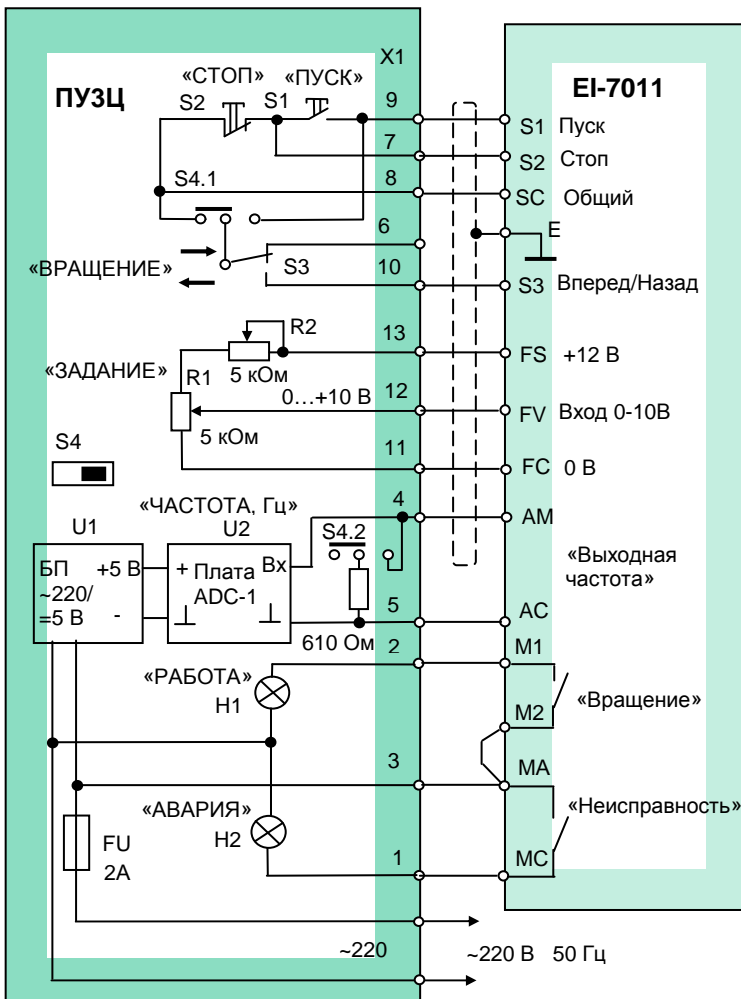 X1
ПУ3Ц
EI-7011
«СТОП» «ПУСК»
S2 S1
9
S1 Пуск
7
S2 Стоп
S4.1
8
SC Общий
6
E
«ВРАЩЕНИЕ»
S3
10
S3 Вперед/Назад
R2
13
FS +12 В
«ЗАДАНИЕ»
R1
5 кОм
0...+10 В
12
FV Вход 0-10В
5 кОм
S4
11
FC 0 В
«ЧАСТОТА, Гц»
4
U1
U2
S4.2
AM
БП +5 В
~220/
=5 В -
+ Плата Вх
ADC-1
«Выходная
частота»
5
AC
610 Ом
2
M1
«РАБОТА»
H1
M2
«Вращение»
3
MA
«АВАРИЯ»
H2
«Неисправность»
FU
2А
1
MC
~220
~220 В 50 Гц